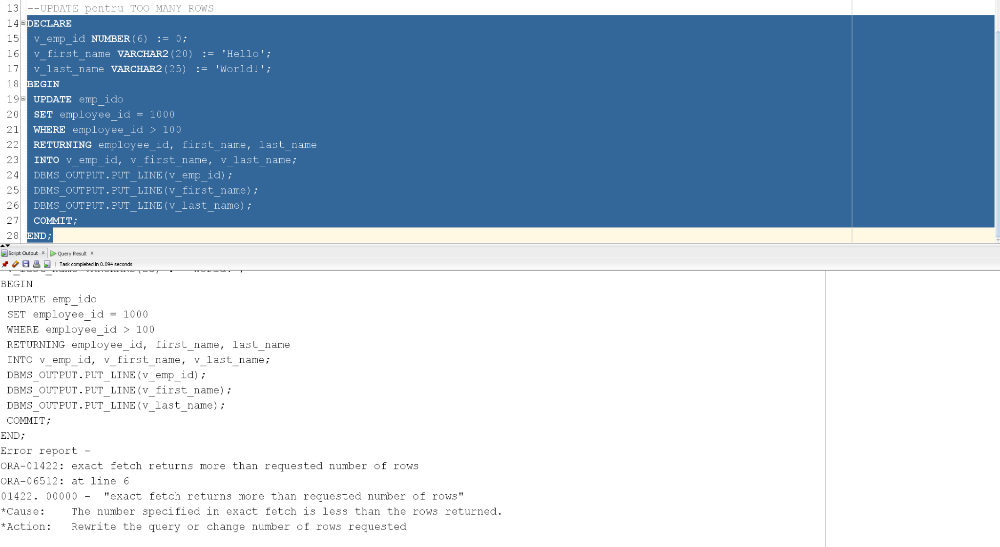 13 --UPDATE pentru TOO MANY ROWS
14 DECLARE
15 v_emp_id NUMBER(6) := 0;
16 v_first_name VARCHAR2(20) := 'Hello';
17 v_last_name VARCHAR2(25) := 'World!';
18 BEGIN
19 UPDATE emp_ido
20 SET employee_id = 1000
21 WHERE employee_id > 100
22 RETURNING employee_id, first_name, last_name
23 INTO v_emp_id, v_first_name, v_last_name;
24 DBMS_OUTPUT.PUT_LINE(v_emp_id);
25 DBMS_OUTPUT.PUT_LINE(v_first_name);
26 DBMS_OUTPUT.PUT_LINE(v_last_name);
27 COMMIT;
28 END;
Script Output x Query Result x
Task completed in 0.094 seconds
BEGIN
UPDATE emp_ido
SET employee_id = 1000
WHERE employee_id > 100
RETURNING employee_id, first_name, last_name
INTO v_emp_id, v_first_name, v_last_name;
DBMS_OUTPUT.PUT_LINE(v_emp_id);
DBMS_OUTPUT.PUT_LINE(v_first_name);
DBMS_OUTPUT.PUT_LINE(v_last_name);
COMMIT;
END;
Error report -
ORA-01422: exact fetch returns more than requested number of rows
ORA-06512: at line 6
01422. 00000 - "exact fetch returns more than requested number of rows"
*Cause: The number specified in exact fetch is less than the rows returned.
*Action: Rewrite the query or change number of rows requested